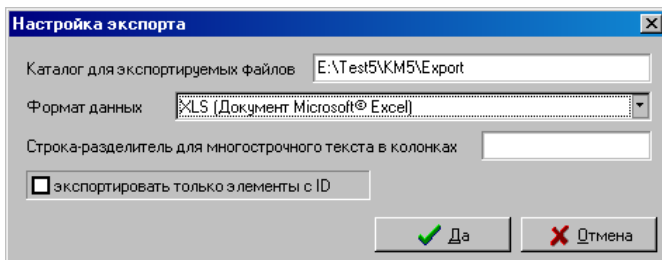 Настройка экспорта
Каталог для экспортируемых файлов E:\Test5\KM5\Export
Формат данных XLS (Документ Microsoft® Excel)
Строка-разделитель для многострочного текста в колонках
экспортировать только элементы с ID
Да Отмена